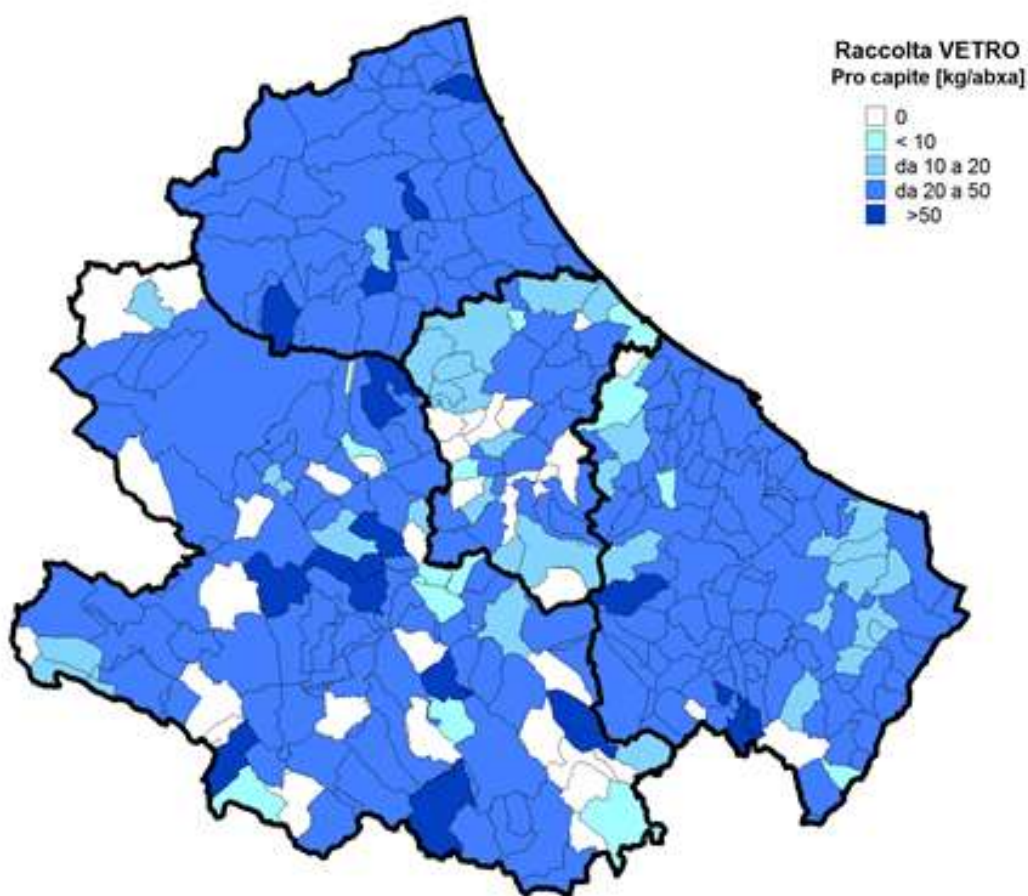 Raccolta VETRO
Pro capite [kg/abxa]
0
< 10
da 10 a 20
da 20 a 50
>50